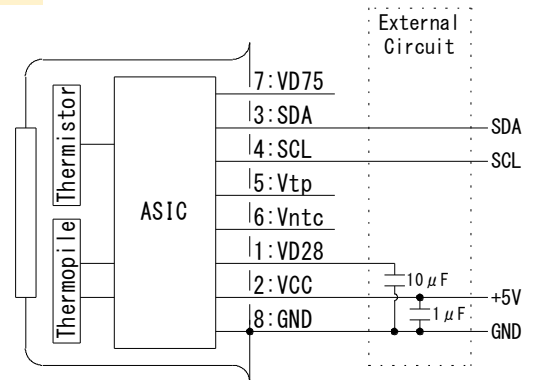 External
Circuit
7:VD75
3:SDA
SDA
4:SCL
SCL
5:Vtp
6:Vntc
1:VD28
10μF
2:VCC
+5V
1μF
8:GND
GND
Thermistor
Thermopile
ASIC